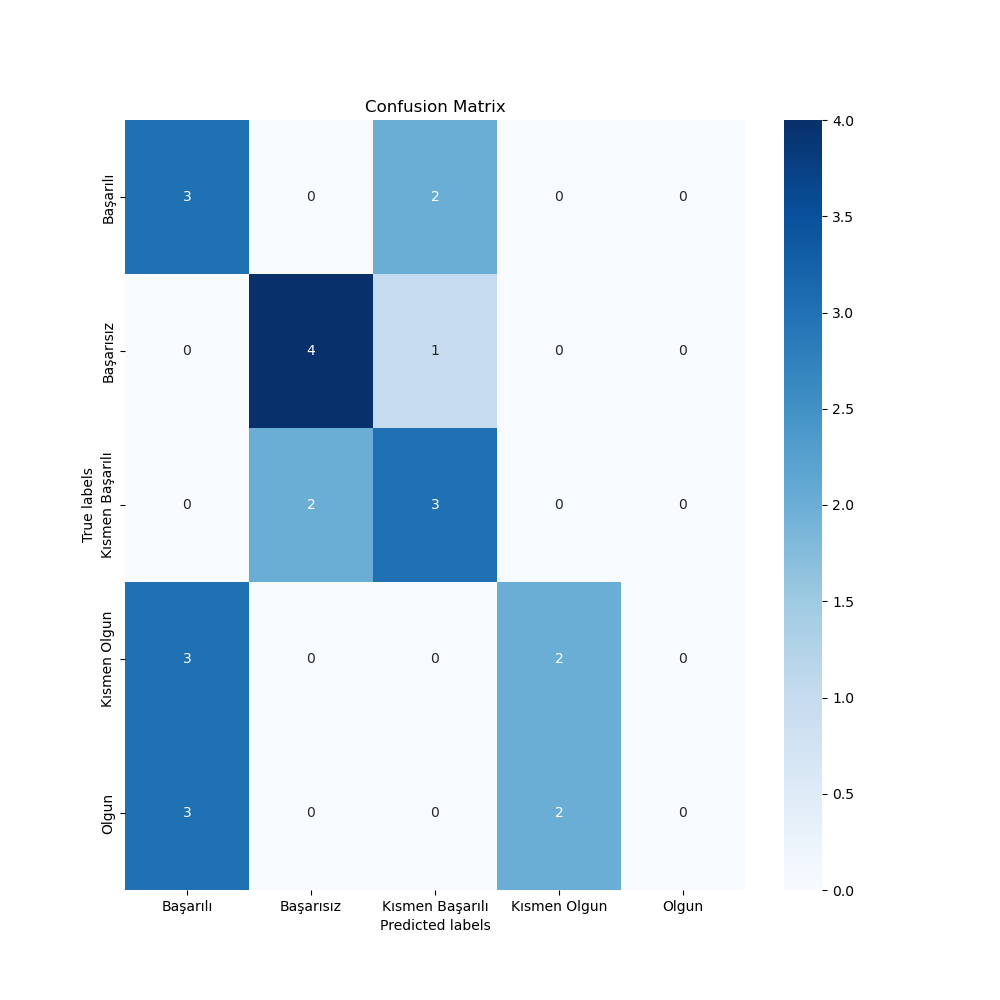 Confusion Matrix
Başarılı
3 0 2 0 0
Başarısız
0 4 1 0 0
True labels
Kısmen Başarılı
0 2 3 0 0
Kısmen Olgun
3 0 0 2 0
Olgun
3 0 0 2 0
Başarılı Başarısız Kısmen Başarılı Kısmen Olgun Olgun
Predicted labels
4.0
3.5
3.0
2.5
2.0
1.5
1.0
0.5
0.0